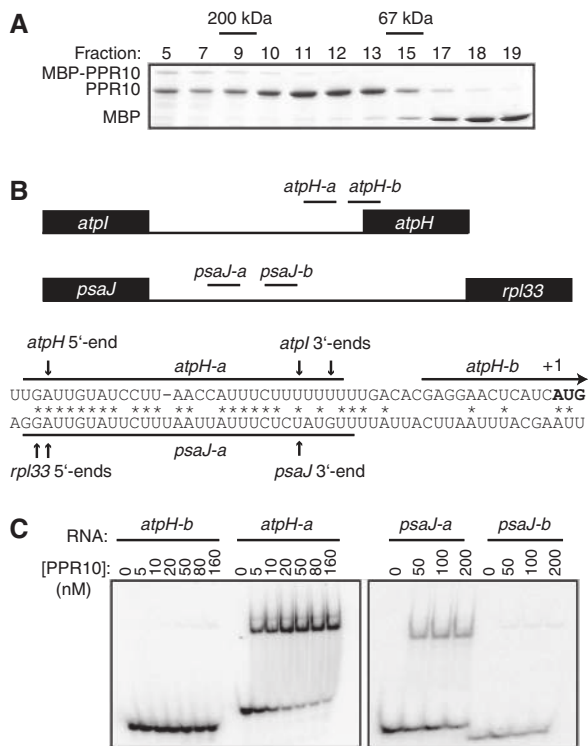 A
200 kDa 67 kDa
Fraction: 5 7 9 10 11 12 13 15 17 18 19
MBP-PPR10
PPR10
MBP
B
atpH-a atpH-b
atpI atpH
psaJ-a psaJ-b
psaJ rpl33
atpH 5'-end atpI 3'-ends
atpH-a atpH-b +1
UUGAUUGUAUCCUU-AACCAUUUCUUUUUUUUUGACACGAGGAACUCAUCAUG
AGGAUUGUAUUCUUUAAUUAUUUCUCUAUGUUUUAUUACUUAAUUUACGAAUU
psaJ-a
rpl33 5'-ends psaJ 3'-end
C
RNA: atpH-b atpH-a psaJ-a psaJ-b
[PPR10]: 0 5 10 20 50 80 160 0 5 10 20 50 80 160 0 50 100 200 0 50 100 200
(nM)